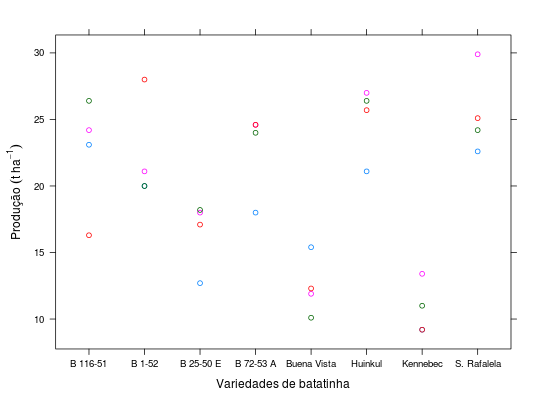 30
25
20
15
10
Produção (t ha⁻¹)
B 116-51 B 1-52 B 25-50 E B 72-53 A Buena Vista Huinkul Kennebec S. Rafalela
Variedades de batatinha